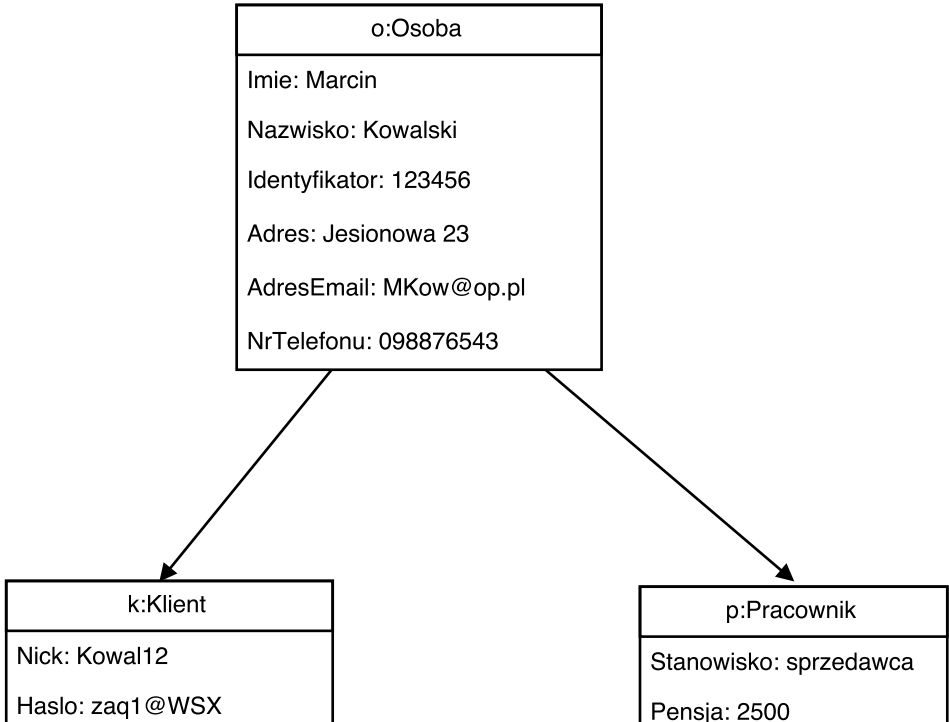 o:Osoba
Imie: Marcin
Nazwisko: Kowalski
Identyfikator: 123456
Adres: Jesionowa 23
AdresEmail: MKow@op.pl
NrTelefonu: 098876543
k:Klient
Nick: Kowal12
Haslo: zaq1@WSX
p:Pracownik
Stanowisko: sprzedawca
Pensja: 2500